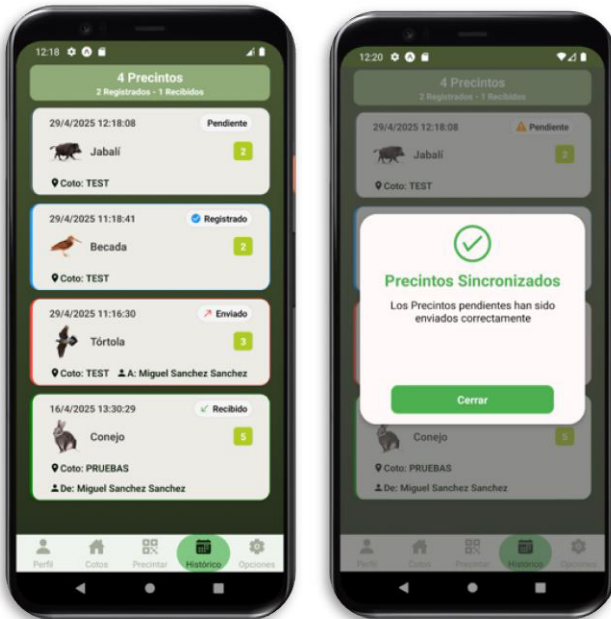 12:18
4 Precintos
2 Registrados - 1 Recibidos
29/4/2025 12:18:08 Pendiente
Jabalí 2
Coto: TEST
29/4/2025 11:18:41 Registrado
Becada 2
Coto: TEST
29/4/2025 11:16:30 Enviado
Tórtola 3
Coto: TEST A: Miguel Sanchez Sanchez
16/4/2025 13:30:29 Recibido
Conejo 5
Coto: PRUEBAS
De: Miguel Sanchez Sanchez
Perfil Cotos Precintar Histórico Opciones
12:20
4 Precintos
2 Registrados - 1 Recibidos
29/4/2025 12:18:08 Pendiente
Jabalí 2
Coto: TEST
Precintos Sincronizados
Los Precintos pendientes han sido
enviados correctamente
Cerrar
Conejo 5
Coto: PRUEBAS
De: Miguel Sanchez Sanchez
Perfil Cotos Precintar Histórico Opciones